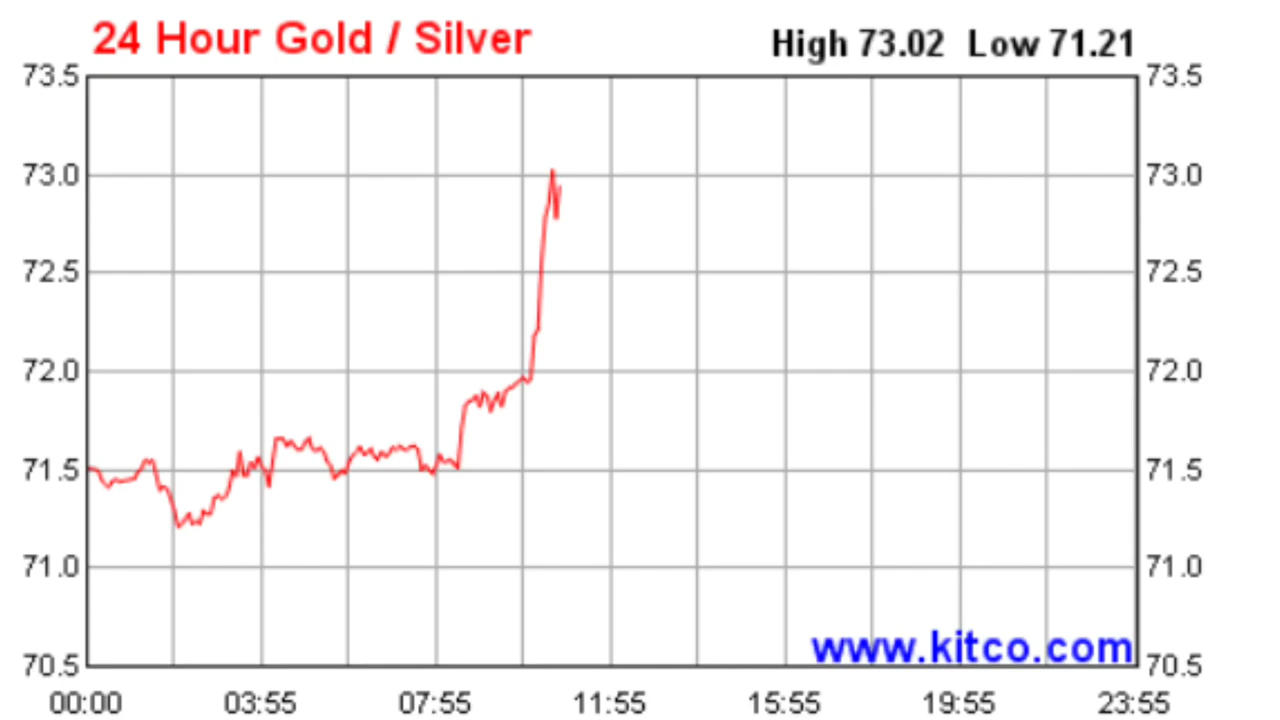 24 Hour Gold / Silver High 73.02 Low 71.21
73.5 73.5
73.0 73.0
72.5 72.5
72.0 72.0
71.5 71.5
71.0 71.0
www.kitco.com
70.5 70.5
00:00 03:55 07:55 11:55 15:55 19:55 23:55